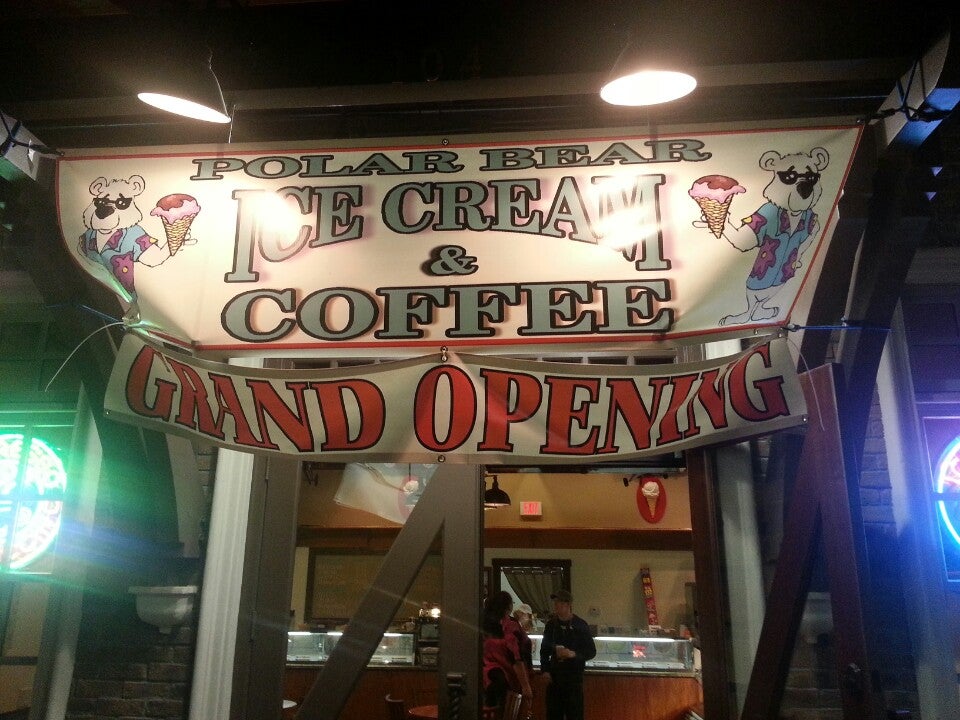 POLAR BEAR
ICE CREAM
&
COFFEE
GRAND OPENING